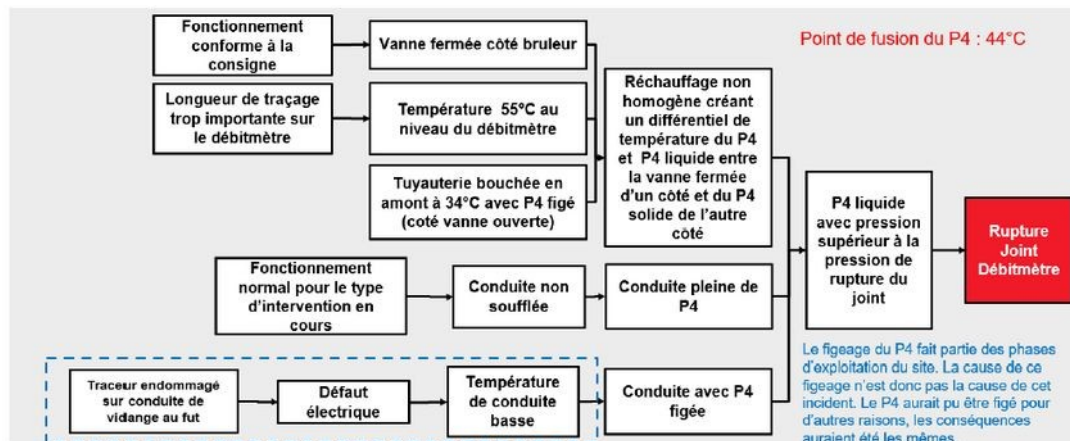 Fonctionnement
conforme à la
consigne
Vanne fermée côté bruleur
Point de fusion du P4 : 44°C
Longueur de traçage
trop importante sur
le débitmètre
Température 55°C au
niveau du débitmètre
Tuyauterie bouchée en
amont à 34°C avec P4 figé
(coté vanne ouverte)
Réchauffage non
homogène créant
un différentiel de
température du P4
et P4 liquide entre
la vanne fermée
d'un côté et du P4
solide de l'autre
côté
P4 liquide
avec pression
supérieur à la
pression de
rupture du
joint
Rupture
Joint
Débitmètre
Fonctionnement
normal pour le type
d'intervention en
cours
Conduite non
soufflée
Conduite pleine de
P4
Traceur endommagé
sur conduite de
vidange au fut
Défaut
électrique
Température
de conduite
basse
Conduite avec P4
figée
Le figeage du P4 fait partie des phases
d'exploitation du site. La cause de ce
figeage n'est donc pas la cause de cet
incident. Le P4 aurait pu être figé pour
d'autres raisons, les conséquences
auraient été les mêmes